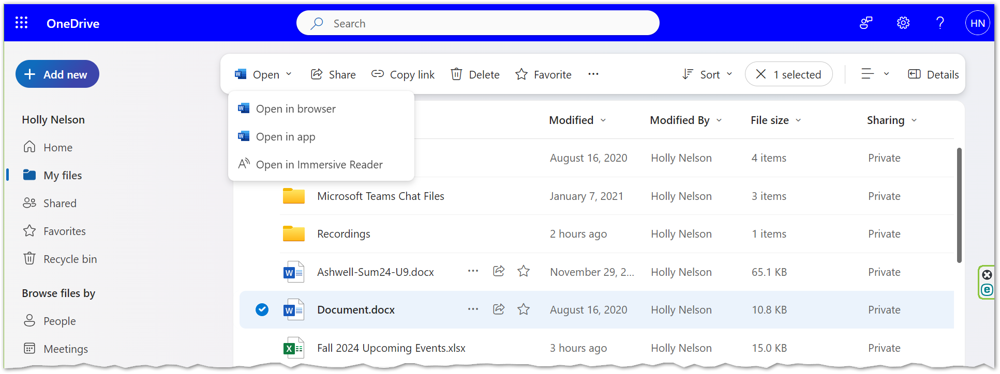 OneDrive
Search
HN
Add new
Open
Share
Copy link
Delete
Favorite
Sort
1 selected
Details
Open in browser
Open in app
Open in Immersive Reader
Holly Nelson
Home
My files
Shared
Favorites
Recycle bin
Browse files by
People
Meetings
Modified Modified By File size Sharing
August 16, 2020 Holly Nelson 4 items Private
Microsoft Teams Chat Files January 7, 2021 Holly Nelson 3 items Private
Recordings 2 hours ago Holly Nelson 1 items Private
Ashwell-Sum24-U9.docx November 29, 2... Holly Nelson 65.1 KB Private
Document.docx August 16, 2020 Holly Nelson 10.8 KB Private
Fall 2024 Upcoming Events.xlsx 3 hours ago Holly Nelson 15.0 KB Private